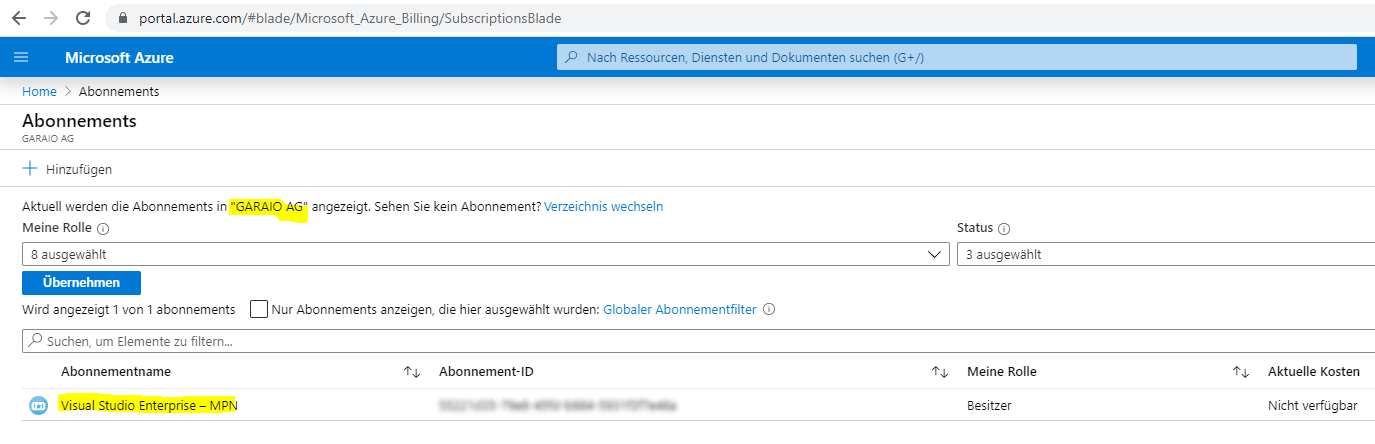 portal.azure.com/#blade/Microsoft_Azure_Billing/SubscriptionsBlade
Microsoft Azure
Nach Ressourcen, Diensten und Dokumenten suchen (G+/)
Home > Abonnements
Abonnements
GARAIO AG
+ Hinzufügen
Aktuell werden die Abonnements in "GARAIO AG" angezeigt. Sehen Sie kein Abonnement? Verzeichnis wechseln
Meine Rolle
Status
8 ausgewählt
3 ausgewählt
Übernehmen
Wird angezeigt 1 von 1 abonnements
Nur Abonnements anzeigen, die hier ausgewählt wurden: Globaler Abonnementfilter
Suchen, um Elemente zu filtern...
Abonnementname Abonnement-ID Meine Rolle Aktuelle Kosten
Visual Studio Enterprise – MPN Besitzer Nicht verfügbar